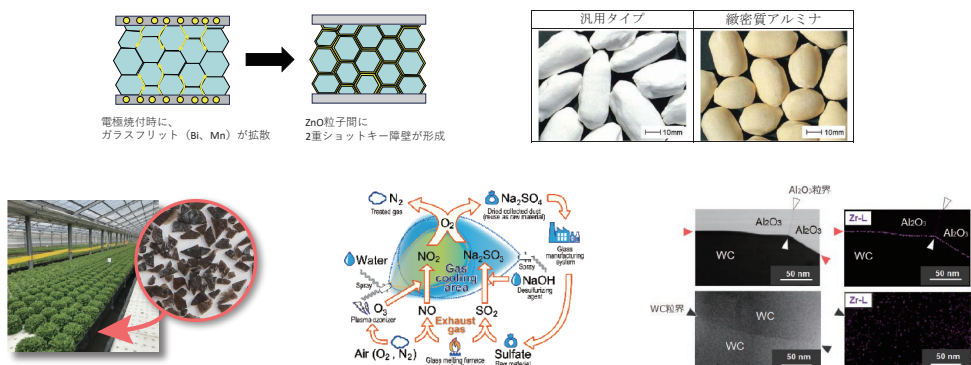 電極焼付時に、
ガラスフリット（Bi、Mn）が拡散
ZnO粒子間に
2重ショットキー障壁が形成
汎用タイプ
緻密質アルミナ
10mm
10mm
N₂
Treated gas
O₂
Na₂SO₄
Dried collected dust
(reuse as raw material)
Glass
manufacturing
system
Water
Spray
NO₂
Na₂SO₃
Gas
cooling
area
Spray
NaOH
Desulfurizing
agent
O₃
Plasma ozonizer
NO
SO₂
Exhaust
gas
Air (O₂ , N₂)
Glass melting furnace
Sulfate
Raw material
Al₂O₃粒界
Al₂O₃
Al₂O₃
WC
50 nm
Zr-L
Al₂O₃
Al₂O₃
WC
50 nm
WC粒界
WC
WC
50 nm
Zr-L
50 nm